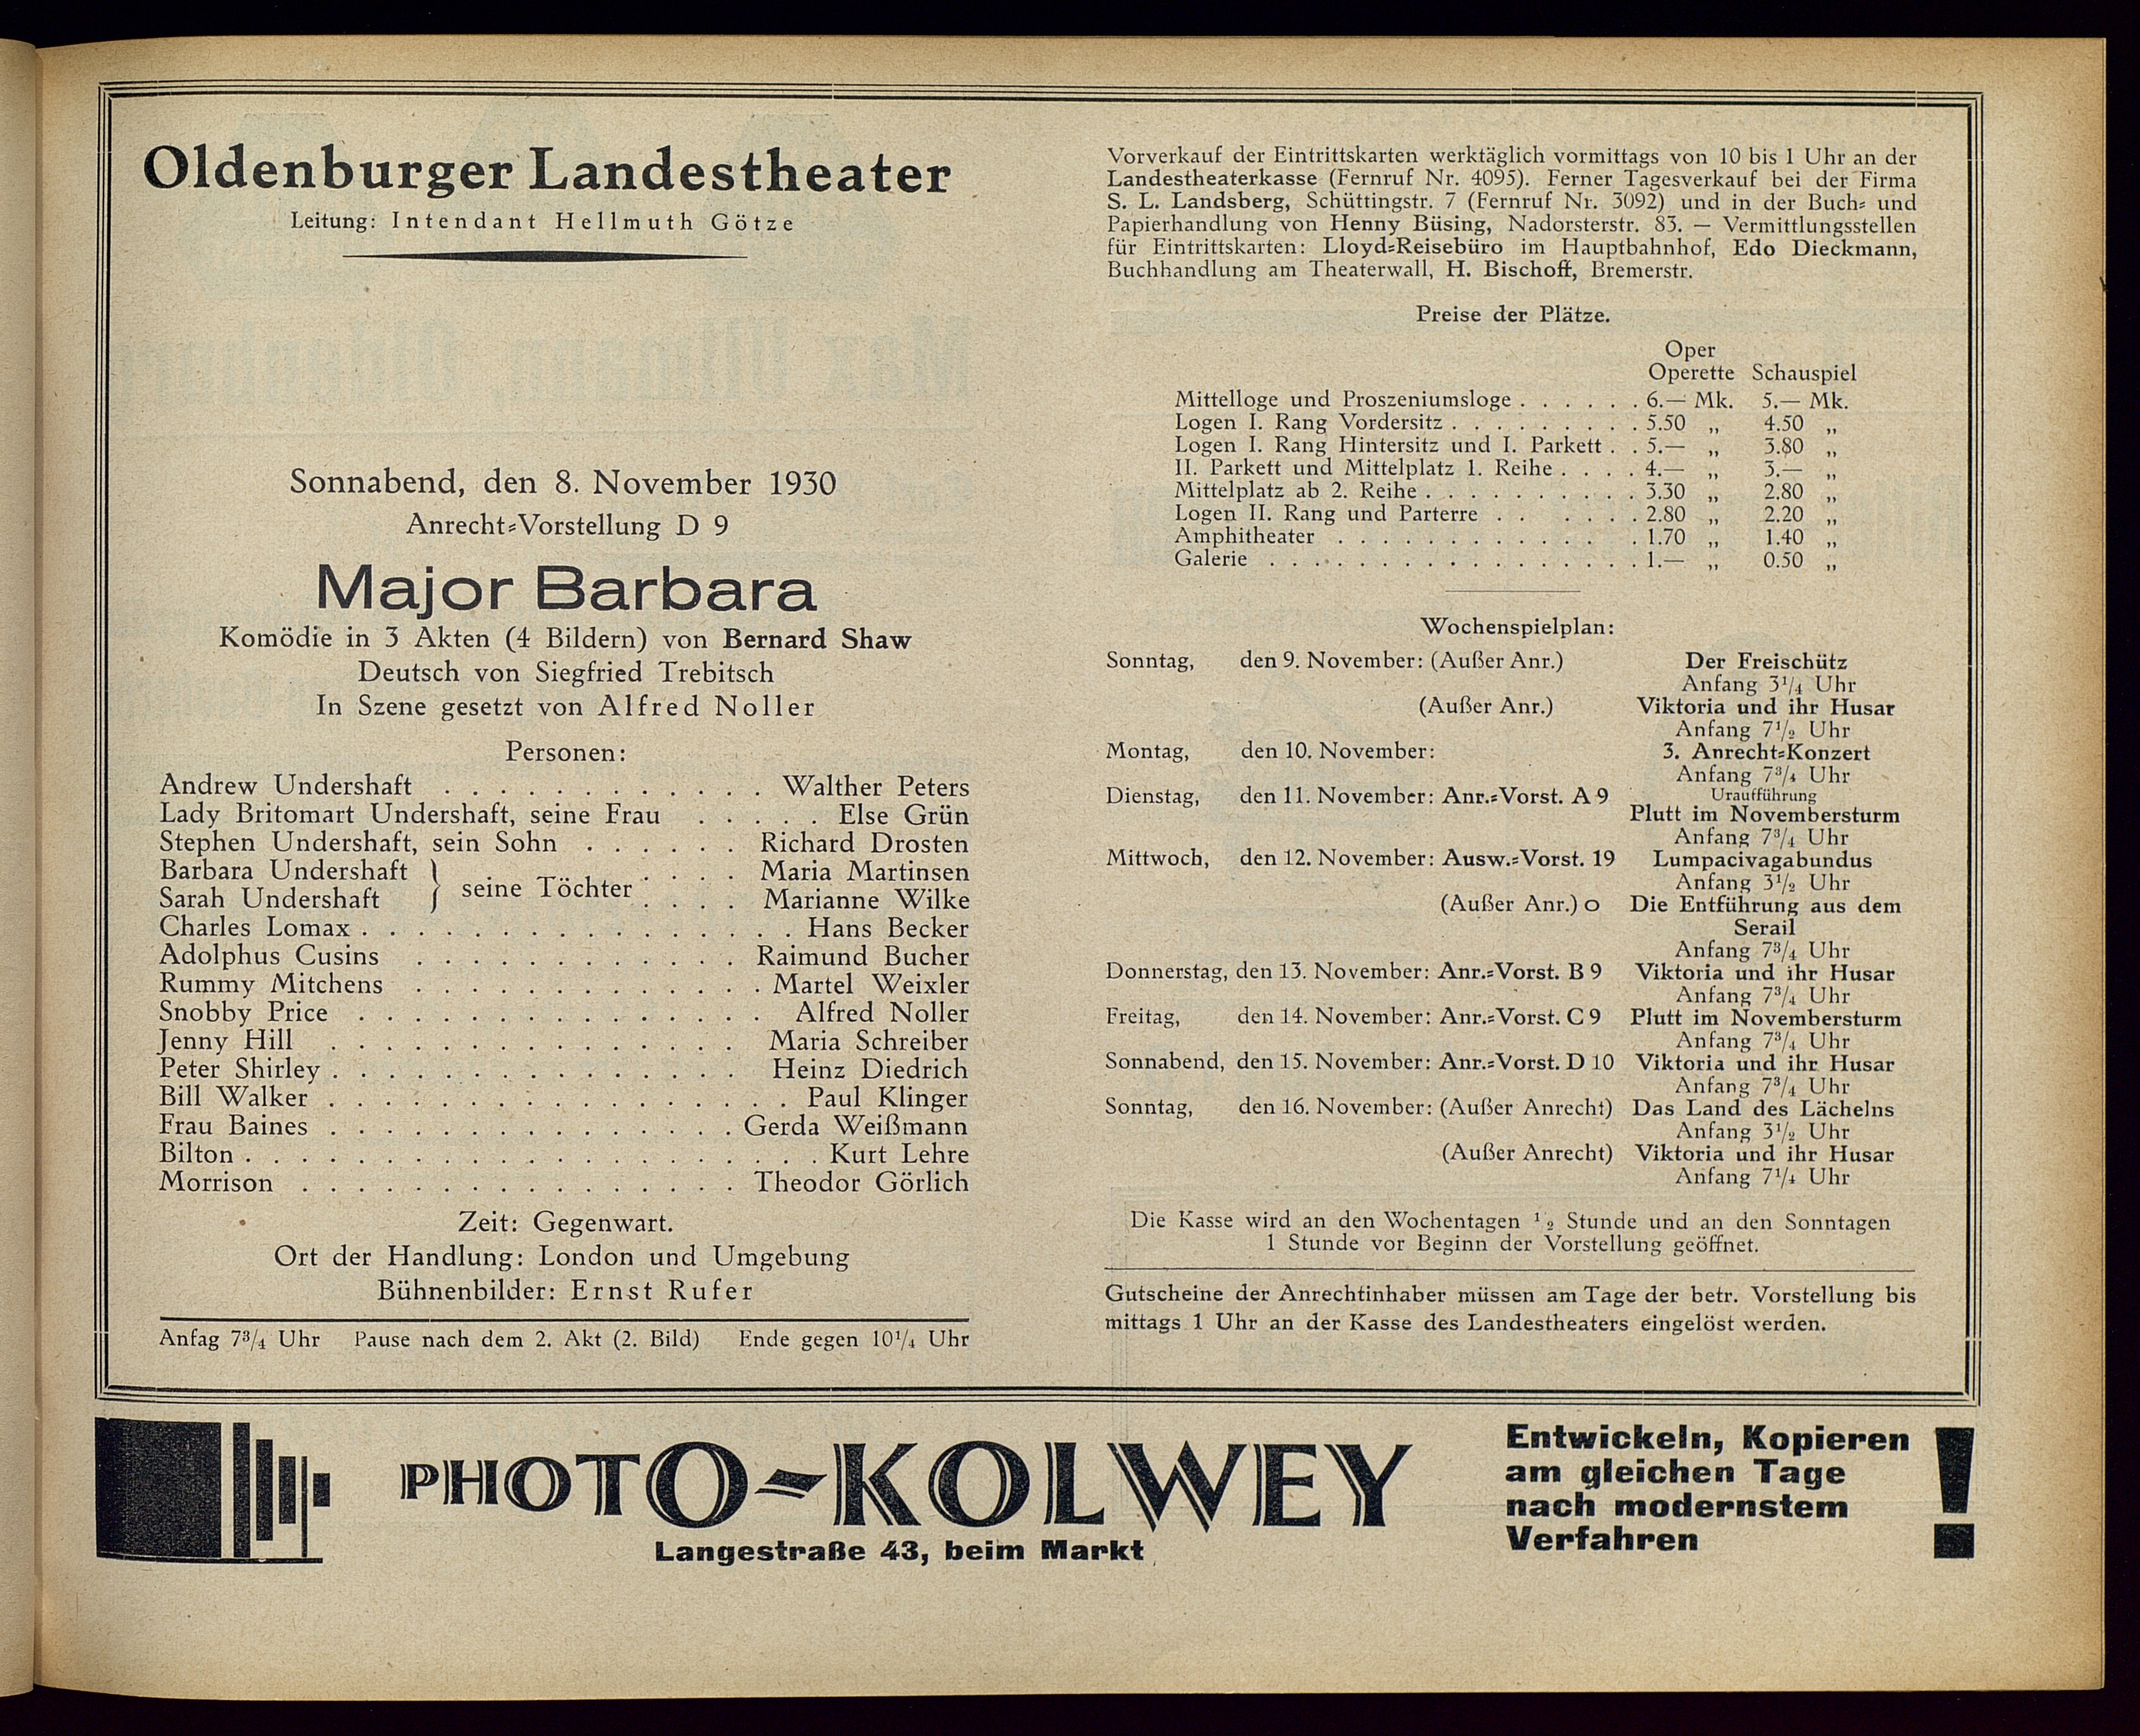 Oldenburger Landestheater
Leitung: Intendant Hellmuth Götze
Sonnabend, den 8. November 1930
Anrecht=Vorstellung D 9
Major Barbara
Komödie in 3 Akten (4 Bildern) von Bernard Shaw
Deutsch von Siegfried Trebitsch
In Szene gesetzt von Alfred Noller
Personen:
Andrew Undershaft . . . . . . . . . . . . Walther Peters
Lady Britomart Undershaft, seine Frau . . . . . Else Grün
Stephen Undershaft, sein Sohn . . . . . . Richard Drosten
Barbara Undershaft } seine Töchter . . . . Maria Martinsen
Sarah Undershaft } . . . . Marianne Wilke
Charles Lomax . . . . . . . . . . . . . . . . Hans Becker
Adolphus Cusins . . . . . . . . . . . . Raimund Bucher
Rummy Mitchens . . . . . . . . . . . . . Martel Weixler
Snobby Price . . . . . . . . . . . . . . . Alfred Noller
Jenny Hill . . . . . . . . . . . . . . . Maria Schreiber
Peter Shirley . . . . . . . . . . . . . . . Heinz Diedrich
Bill Walker . . . . . . . . . . . . . . . . . Paul Klinger
Frau Baines . . . . . . . . . . . . . . . Gerda Weißmann
Bilton . . . . . . . . . . . . . . . . . . . . . Kurt Lehre
Morrison . . . . . . . . . . . . . . . . Theodor Görlich
Zeit: Gegenwart.
Ort der Handlung: London und Umgebung
Bühnenbilder: Ernst Rufer
Anfag 7¾ Uhr Pause nach dem 2. Akt (2. Bild) Ende gegen 10¼ Uhr
Vorverkauf der Eintrittskarten werktäglich vormittags von 10 bis 1 Uhr an der
Landestheaterkasse (Fernruf Nr. 4095). Ferner Tagesverkauf bei der Firma
S. L. Landsberg, Schüttingstr. 7 (Fernruf Nr. 3092) und in der Buch= und
Papierhandlung von Henny Büsing, Nadorsterstr. 83. — Vermittlungsstellen
für Eintrittskarten: Lloyd=Reisebüro im Hauptbahnhof, Edo Dieckmann,
Buchhandlung am Theaterwall, H. Bischoff, Bremerstr.
Preise der Plätze.
Oper
Operette Schauspiel
Mittelloge und Proszeniumsloge . . . . . . 6.— Mk. 5.— Mk.
Logen I. Rang Vordersitz . . . . . . . . . 5.50 „ 4.50 „
Logen I. Rang Hintersitz und I. Parkett . . 5.— „ 3.80 „
II. Parkett und Mittelplatz 1. Reihe . . . . 4.— „ 3.— „
Mittelplatz ab 2. Reihe . . . . . . . . . . 3.30 „ 2.80 „
Logen II. Rang und Parterre . . . . . . 2.80 „ 2.20 „
Amphitheater . . . . . . . . . . . . 1.70 „ 1.40 „
Galerie . . . . . . . . . . . . . . . . . 1.— „ 0.50 „
Wochenspielplan:
Sonntag, den 9. November: (Außer Anr.) Der Freischütz
Anfang 3¼ Uhr
(Außer Anr.) Viktoria und ihr Husar
Anfang 7½ Uhr
Montag, den 10. November: 3. Anrecht=Konzert
Anfang 7¾ Uhr
Dienstag, den 11. November: Anr.=Vorst. A 9 Uraufführung
Plutt im Novembersturm
Anfang 7¾ Uhr
Mittwoch, den 12. November: Ausw.=Vorst. 19 Lumpacivagabundus
Anfang 3½ Uhr
(Außer Anr.) o Die Entführung aus dem
Serail
Anfang 7¾ Uhr
Donnerstag, den 13. November: Anr.=Vorst. B 9 Viktoria und ihr Husar
Anfang 7¾ Uhr
Freitag, den 14. November: Anr.=Vorst. C 9 Plutt im Novembersturm
Anfang 7¾ Uhr
Sonnabend, den 15. November: Anr.=Vorst. D 10 Viktoria und ihr Husar
Anfang 7¾ Uhr
Sonntag, den 16. November: (Außer Anrecht) Das Land des Lächelns
Anfang 3½ Uhr
(Außer Anrecht) Viktoria und ihr Husar
Anfang 7¼ Uhr
Die Kasse wird an den Wochentagen ½ Stunde und an den Sonntagen
1 Stunde vor Beginn der Vorstellung geöffnet.
Gutscheine der Anrechtinhaber müssen am Tage der betr. Vorstellung bis
mittags 1 Uhr an der Kasse des Landestheaters eingelöst werden.
PHOTO-KOLWEY
Langestraße 43, beim Markt
Entwickeln, Kopieren
am gleichen Tage
nach modernstem
Verfahren
!